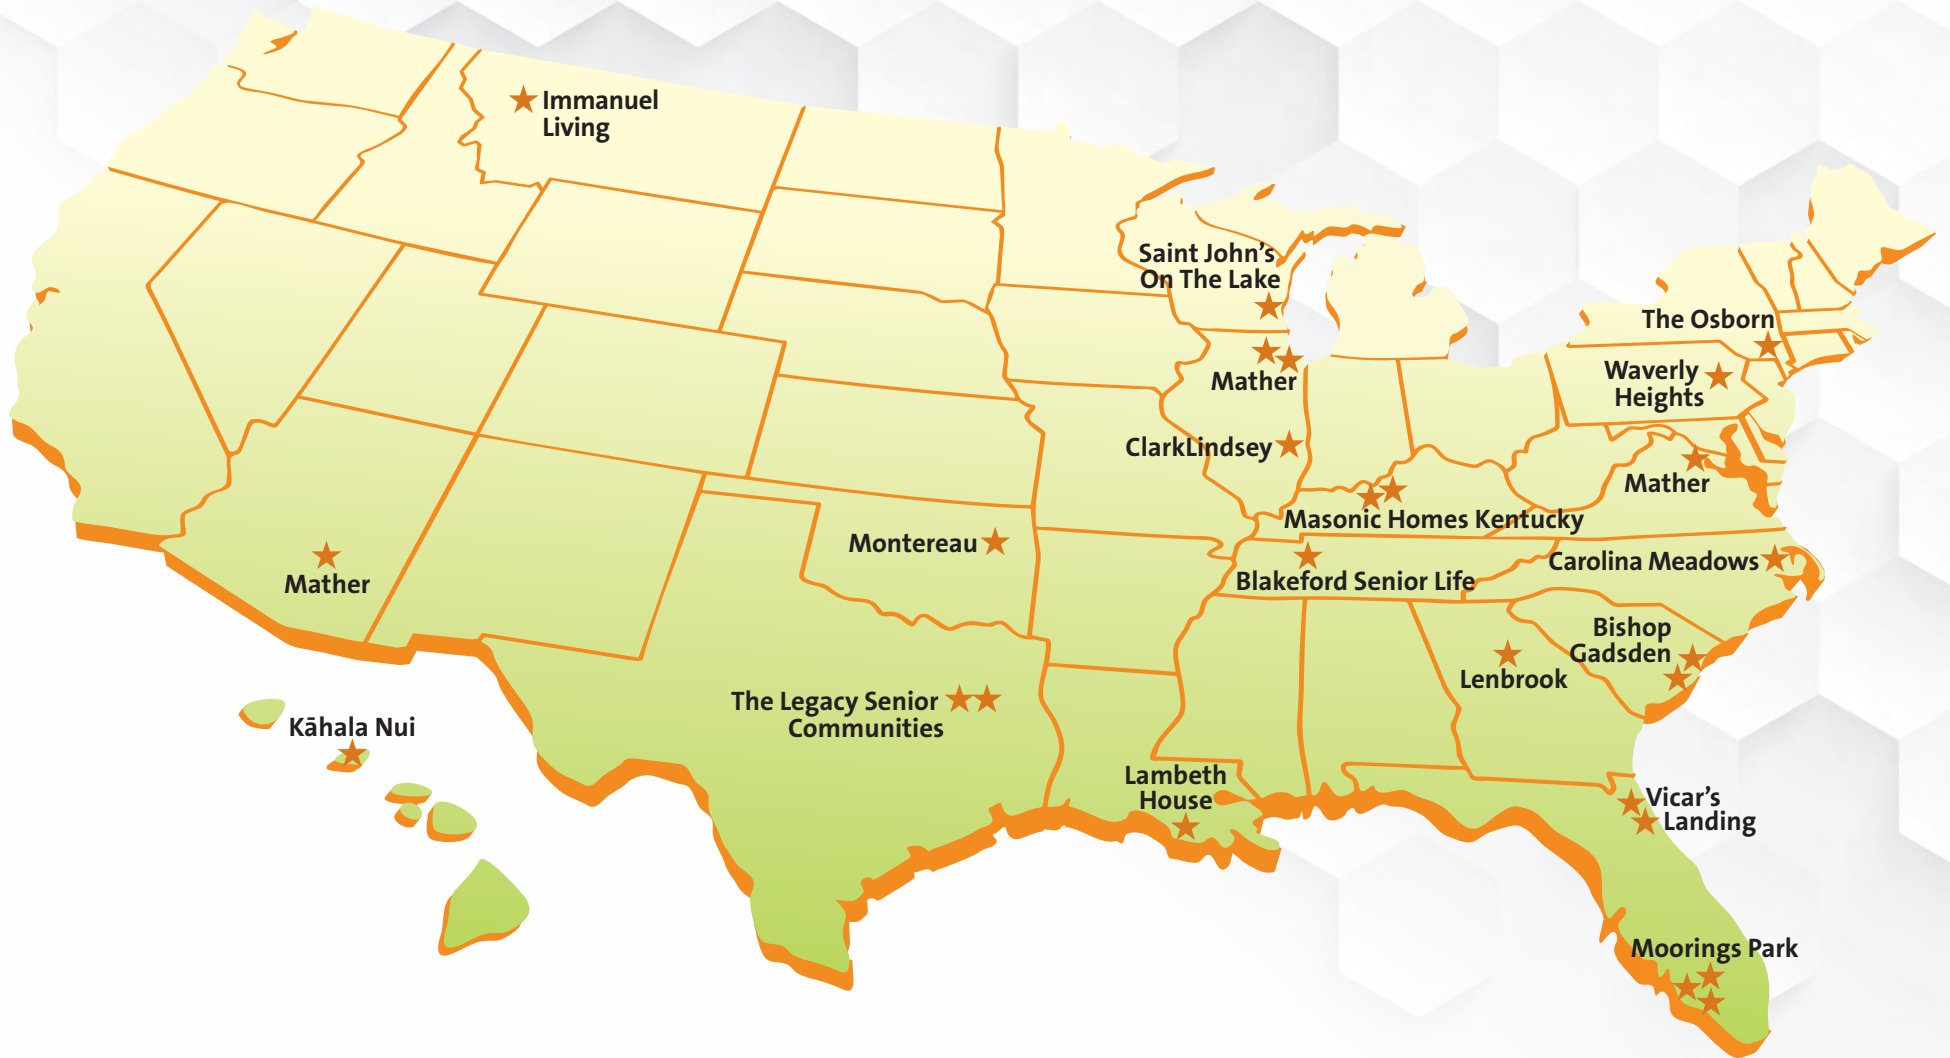 Immanuel
Living
Saint John's
On The Lake
The Osborn
Waverly
Heights
Mather
ClarkLindsey
Mather
Masonic Homes Kentucky
Montereau
Carolina Meadows
Mather
Blakeford Senior Life
Bishop
Gadsden
Lenbrook
The Legacy Senior
Communities
Kāhala Nui
Lambeth
House
Vicar's
Landing
Moorings Park